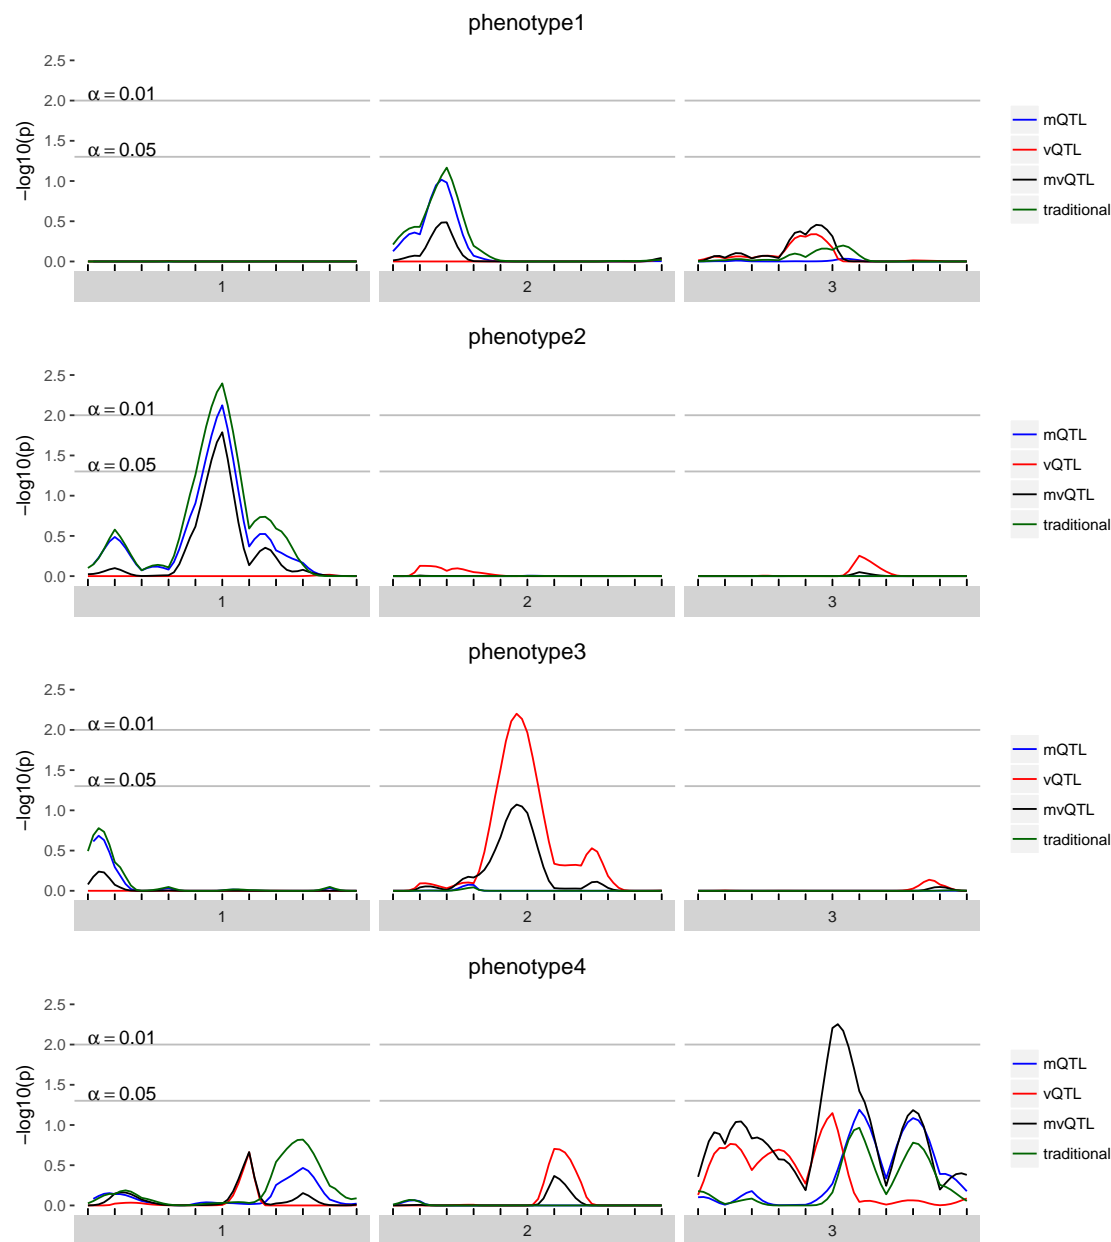 phenotype1
2.5
2.0
1.5
1.0
0.5
0.0
−log10(p)
α = 0.01
α = 0.05
1
2
3
mQTL
vQTL
mvQTL
traditional
phenotype2
2.5
2.0
1.5
1.0
0.5
0.0
−log10(p)
α = 0.01
α = 0.05
1
2
3
mQTL
vQTL
mvQTL
traditional
phenotype3
2.5
2.0
1.5
1.0
0.5
0.0
−log10(p)
α = 0.01
α = 0.05
1
2
3
mQTL
vQTL
mvQTL
traditional
phenotype4
2.5
2.0
1.5
1.0
0.5
0.0
−log10(p)
α = 0.01
α = 0.05
1
2
3
mQTL
vQTL
mvQTL
traditional